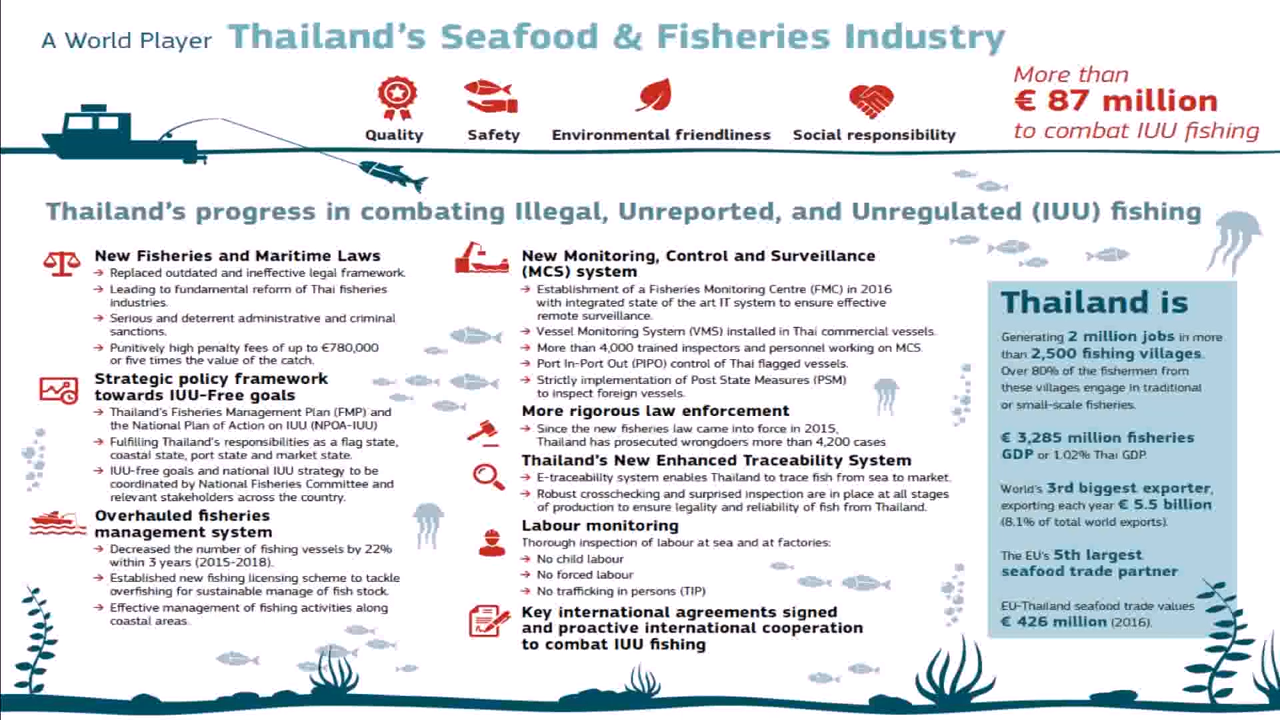 A World Player Thailand's Seafood & Fisheries Industry
More than
€ 87 million
to combat IUU fishing
Quality
Safety
Environmental friendliness
Social responsibility
Thailand's progress in combating Illegal, Unreported, and Unregulated (IUU) fishing
New Fisheries and Maritime Laws
→ Replaced outdated and ineffective legal framework.
→ Leading to fundamental reform of Thai fisheries
industries.
→ Serious and deterrent administrative and criminal
sanctions.
→ Punitively high penalty fees of up to €780,000
or five times the value of the catch.
Strategic policy framework
towards IUU-Free goals
→ Thailand's Fisheries Management Plan (FMP) and
the National Plan of Action on IUU (NPOA-IUU)
→ Fulfilling Thailand's responsibilities as a flag state,
coastal state, port state and market state.
→ IUU-free goals and national IUU strategy to be
coordinated by National Fisheries Committee and
relevant stakeholders across the country.
Overhauled fisheries
management system
→ Decreased the number of fishing vessels by 22%
within 3 years (2015-2018).
→ Established new fishing licensing scheme to tackle
overfishing for sustainable manage of fish stock.
→ Effective management of fishing activities along
coastal areas.
New Monitoring, Control and Surveillance
(MCS) system
→ Establishment of a Fisheries Monitoring Centre (FMC) in 2016
with integrated state of the art IT system to ensure effective
remote surveillance.
→ Vessel Monitoring System (VMS) installed in Thai commercial vessels.
→ More than 4,000 trained inspectors and personnel working on MCS.
→ Port In-Port Out (PIPO) control of Thai flagged vessels.
→ Strictly implementation of Post State Measures (PSM)
to inspect foreign vessels.
More rigorous law enforcement
→ Since the new fisheries law came into force in 2015,
Thailand has prosecuted wrongdoers more than 4,200 cases
Thailand's New Enhanced Traceability System
→ E-traceability system enables Thailand to trace fish from sea to market.
→ Robust crosschecking and surprised inspection are in place at all stages
of production to ensure legality and reliability of fish from Thailand.
Labour monitoring
Thorough inspection of labour at sea and at factories:
→ No child labour
→ No forced labour
→ No trafficking in persons (TIP)
Key international agreements signed
and proactive international cooperation
to combat IUU fishing
Thailand is
Generating 2 million jobs in more
than 2,500 fishing villages.
Over 80% of the fishermen from
these villages engage in traditional
or small-scale fisheries.
€ 3,285 million fisheries
GDP or 1.02% Thai GDP.
World's 3rd biggest exporter,
exporting each year € 5.5 billion
(8.1% of total world exports).
The EU's 5th largest
seafood trade partner
EU-Thailand seafood trade values
€ 426 million (2016).